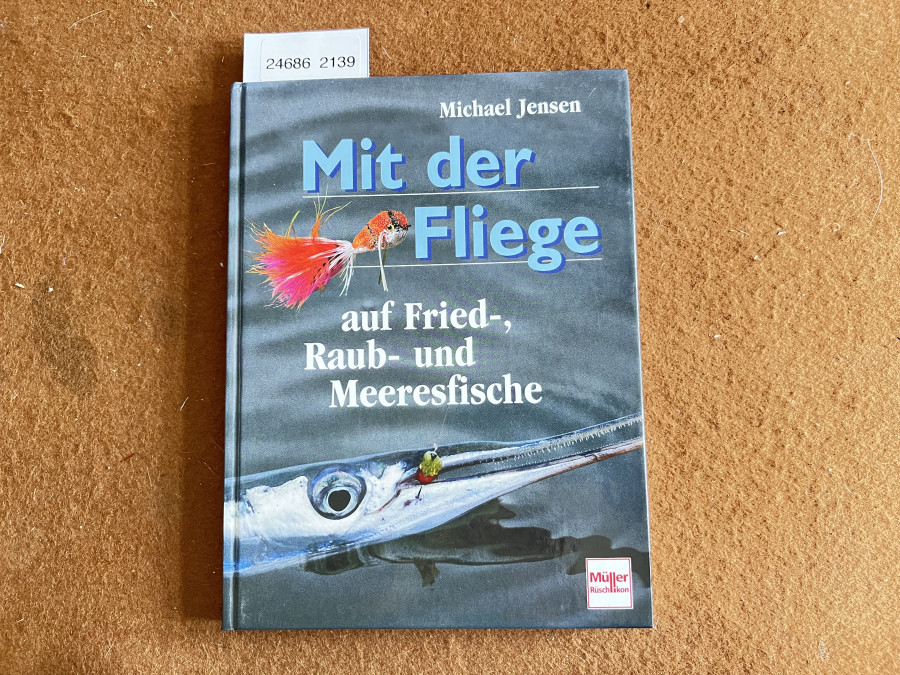 24686 2139
Michael Jensen
Mit der
Fliege
auf Fried-,
Raub- und
Meeresfische
Müller
Rüschlikon